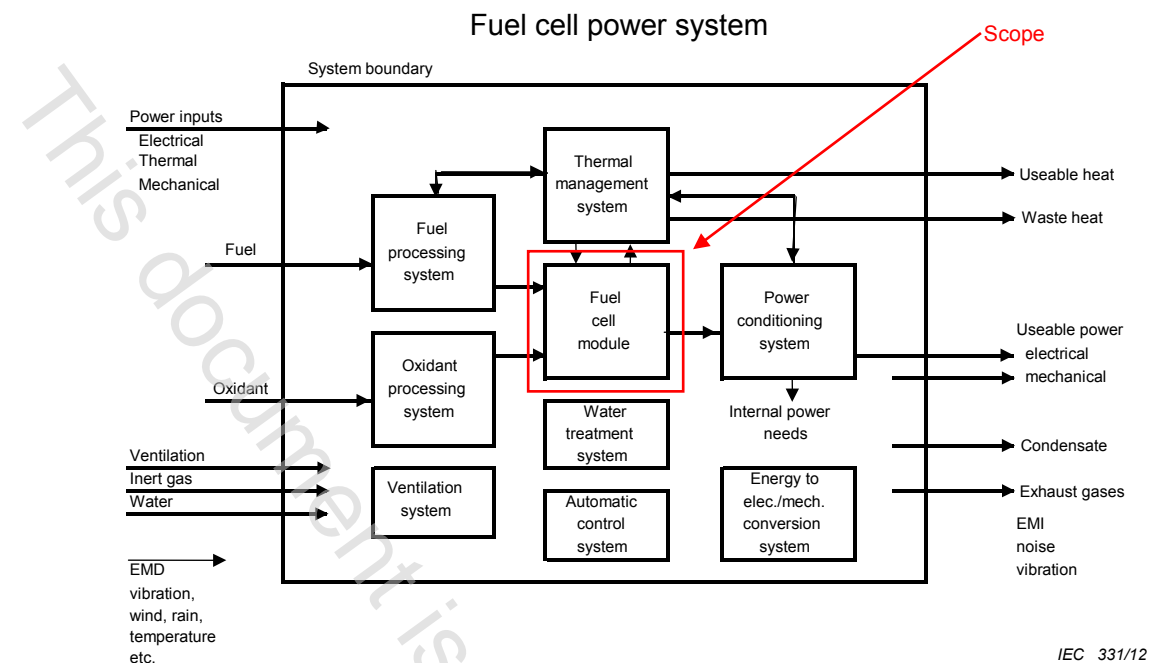 Fuel cell power system
Scope
System boundary
Power inputs
Electrical
Thermal
Mechanical
Thermal
management
system
Useable heat
Waste heat
Fuel
Fuel
processing
system
Fuel
cell
module
Power
conditioning
system
Useable power
electrical
mechanical
Oxidant
Oxidant
processing
system
Internal power
needs
Water
treatment
system
Condensate
Ventilation
Inert gas
Water
Ventilation
system
Automatic
control
system
Energy to
elec./mech.
conversion
system
Exhaust gases
EMI
noise
vibration
EMD
vibration,
wind, rain,
temperature
etc.
IEC 331/12
This document is